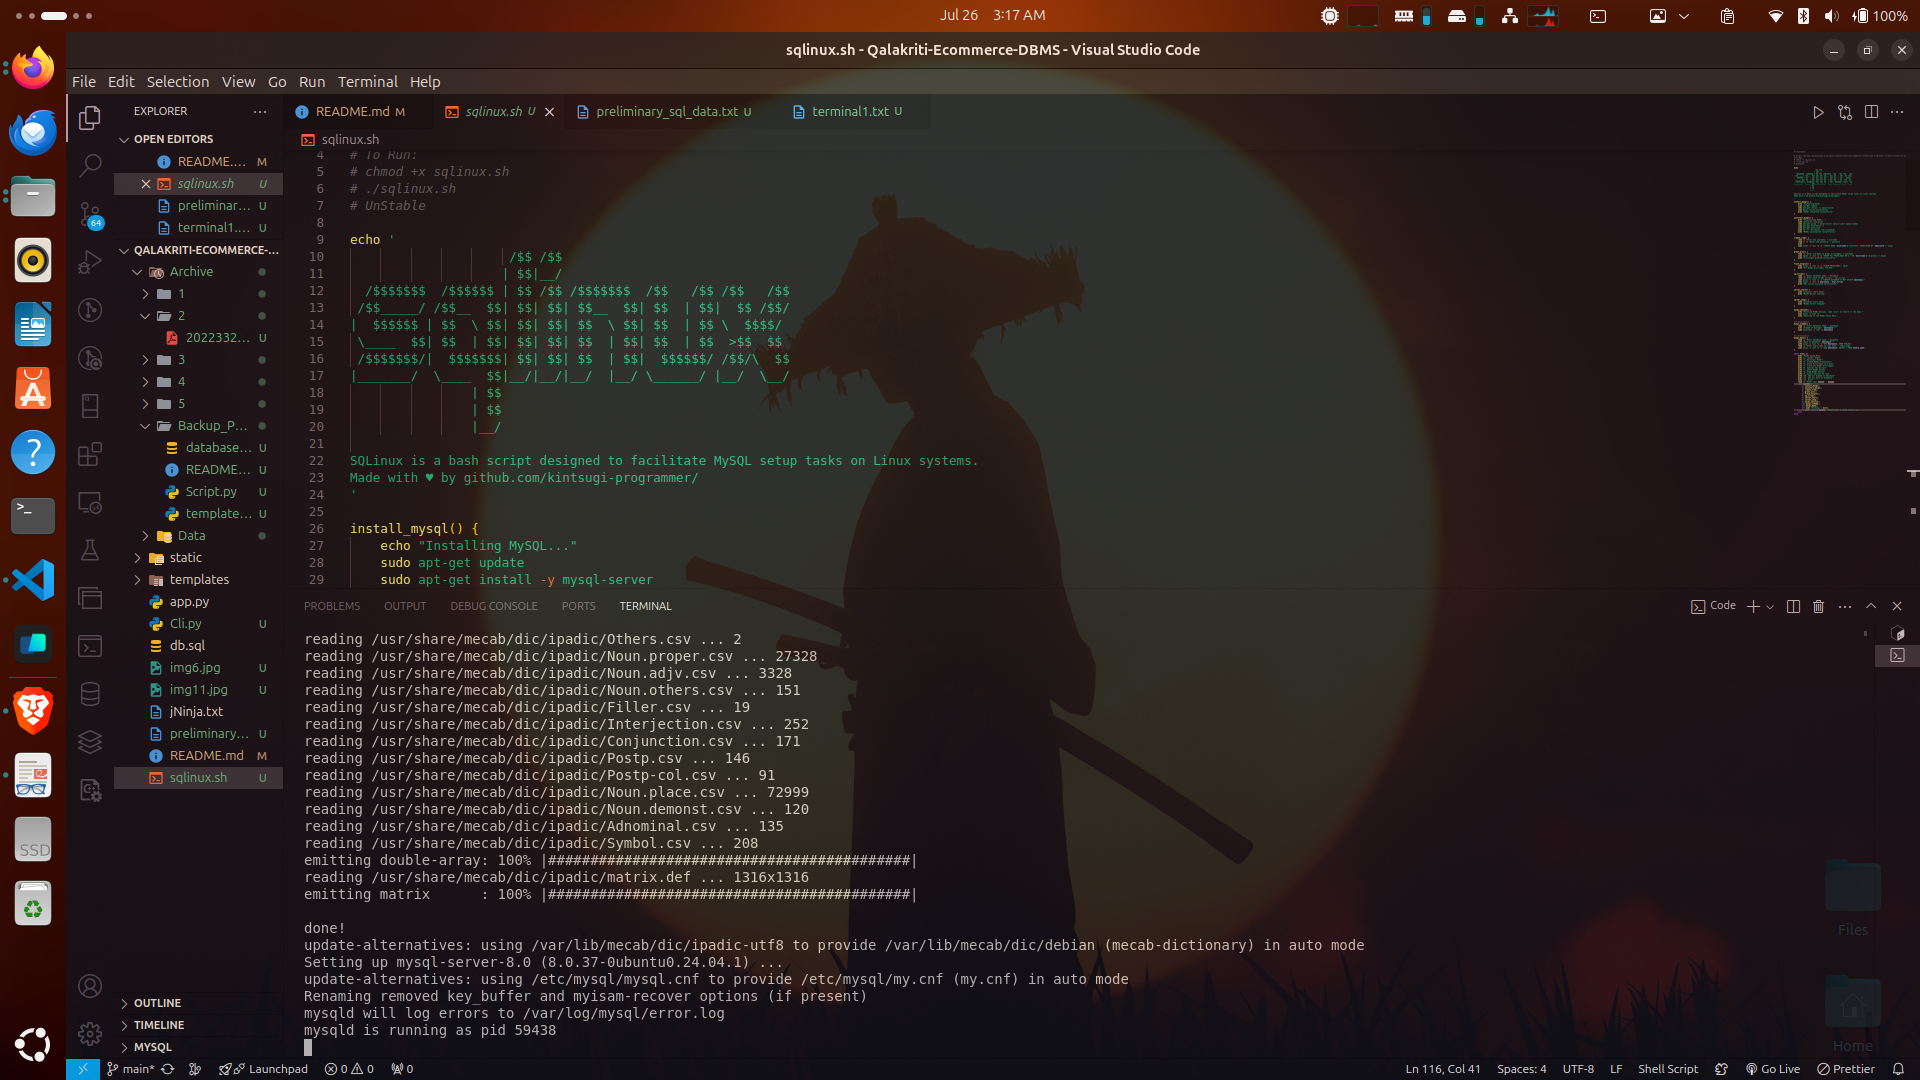 Jul 26 3:17 AM
100%
sqlinux.sh - Qalakriti-Ecommerce-DBMS - Visual Studio Code
File Edit Selection View Go Run Terminal Help
EXPLORER
OPEN EDITORS
README.... M
sqlinux.sh U
preliminar... U
terminal1.... U
QALAKRITI-ECOMMERCE-...
Archive
1
2
2022332...
3
4
5
Backup_P...
database... U
README... U
Script.py U
template... U
Data
static
templates
app.py
Cli.py U
db.sql
img6.jpg U
img11.jpg U
jNinja.txt
preliminary... U
README.md M
sqlinux.sh U
OUTLINE
TIMELINE
MYSQL
64
SSD
README.md M
sqlinux.sh U
preliminary_sql_data.txt U
terminal1.txt U
sqlinux.sh
4 # To Run:
5 # chmod +x sqlinux.sh
6 # ./sqlinux.sh
7 # UnStable
8
9 echo '
10                      /$$ /$$
11                     | $$|__/
12   /$$$$$$$  /$$$$$$ | $$ /$$ /$$$$$$$  /$$   /$$ /$$   /$$
13  /$$_____/ /$$__  $$| $$| $$| $$__  $$| $$  | $$|  $$ /$$/
14 |  $$$$$$ | $$  \ $$| $$| $$| $$  \ $$| $$  | $$ \  $$$$/
15  \____  $$| $$  | $$| $$| $$| $$  | $$| $$  | $$  >$$  $$
16  /$$$$$$$/|  $$$$$$$| $$| $$| $$  | $$|  $$$$$$/ /$$/\  $$
17 |_______/  \____  $$|__/|__/|__/  |__/ \______/ |__/  \__/
18                 | $$
19                 | $$
20                 |__/
21
22 SQLinux is a bash script designed to facilitate MySQL setup tasks on Linux systems.
23 Made with ♥ by github.com/kintsugi-programmer/
24 '
25
26 install_mysql() {
27     echo "Installing MySQL..."
28     sudo apt-get update
29     sudo apt-get install -y mysql-server
PROBLEMS OUTPUT DEBUG CONSOLE PORTS TERMINAL
Code
reading /usr/share/mecab/dic/ipadic/Others.csv ... 2
reading /usr/share/mecab/dic/ipadic/Noun.proper.csv ... 27328
reading /usr/share/mecab/dic/ipadic/Noun.adjv.csv ... 3328
reading /usr/share/mecab/dic/ipadic/Noun.others.csv ... 151
reading /usr/share/mecab/dic/ipadic/Filler.csv ... 19
reading /usr/share/mecab/dic/ipadic/Interjection.csv ... 252
reading /usr/share/mecab/dic/ipadic/Conjunction.csv ... 171
reading /usr/share/mecab/dic/ipadic/Postp.csv ... 146
reading /usr/share/mecab/dic/ipadic/Postp-col.csv ... 91
reading /usr/share/mecab/dic/ipadic/Noun.place.csv ... 72999
reading /usr/share/mecab/dic/ipadic/Noun.demonst.csv ... 120
reading /usr/share/mecab/dic/ipadic/Adnominal.csv ... 135
reading /usr/share/mecab/dic/ipadic/Symbol.csv ... 208
emitting double-array: 100% |###########################################|
reading /usr/share/mecab/dic/ipadic/matrix.def ... 1316x1316
emitting matrix      : 100% |###########################################|
done!
update-alternatives: using /var/lib/mecab/dic/ipadic-utf8 to provide /var/lib/mecab/dic/debian (mecab-dictionary) in auto mode
Setting up mysql-server-8.0 (8.0.37-0ubuntu0.24.04.1) ...
update-alternatives: using /etc/mysql/mysql.cnf to provide /etc/mysql/my.cnf (my.cnf) in auto mode
Renaming removed key_buffer and myisam-recover options (if present)
mysqld will log errors to /var/log/mysql/error.log
mysqld is running as pid 59438
Files
Home
main* Launchpad 0 0 0 Ln 116, Col 41 Spaces: 4 UTF-8 LF Shell Script Go Live Prettier